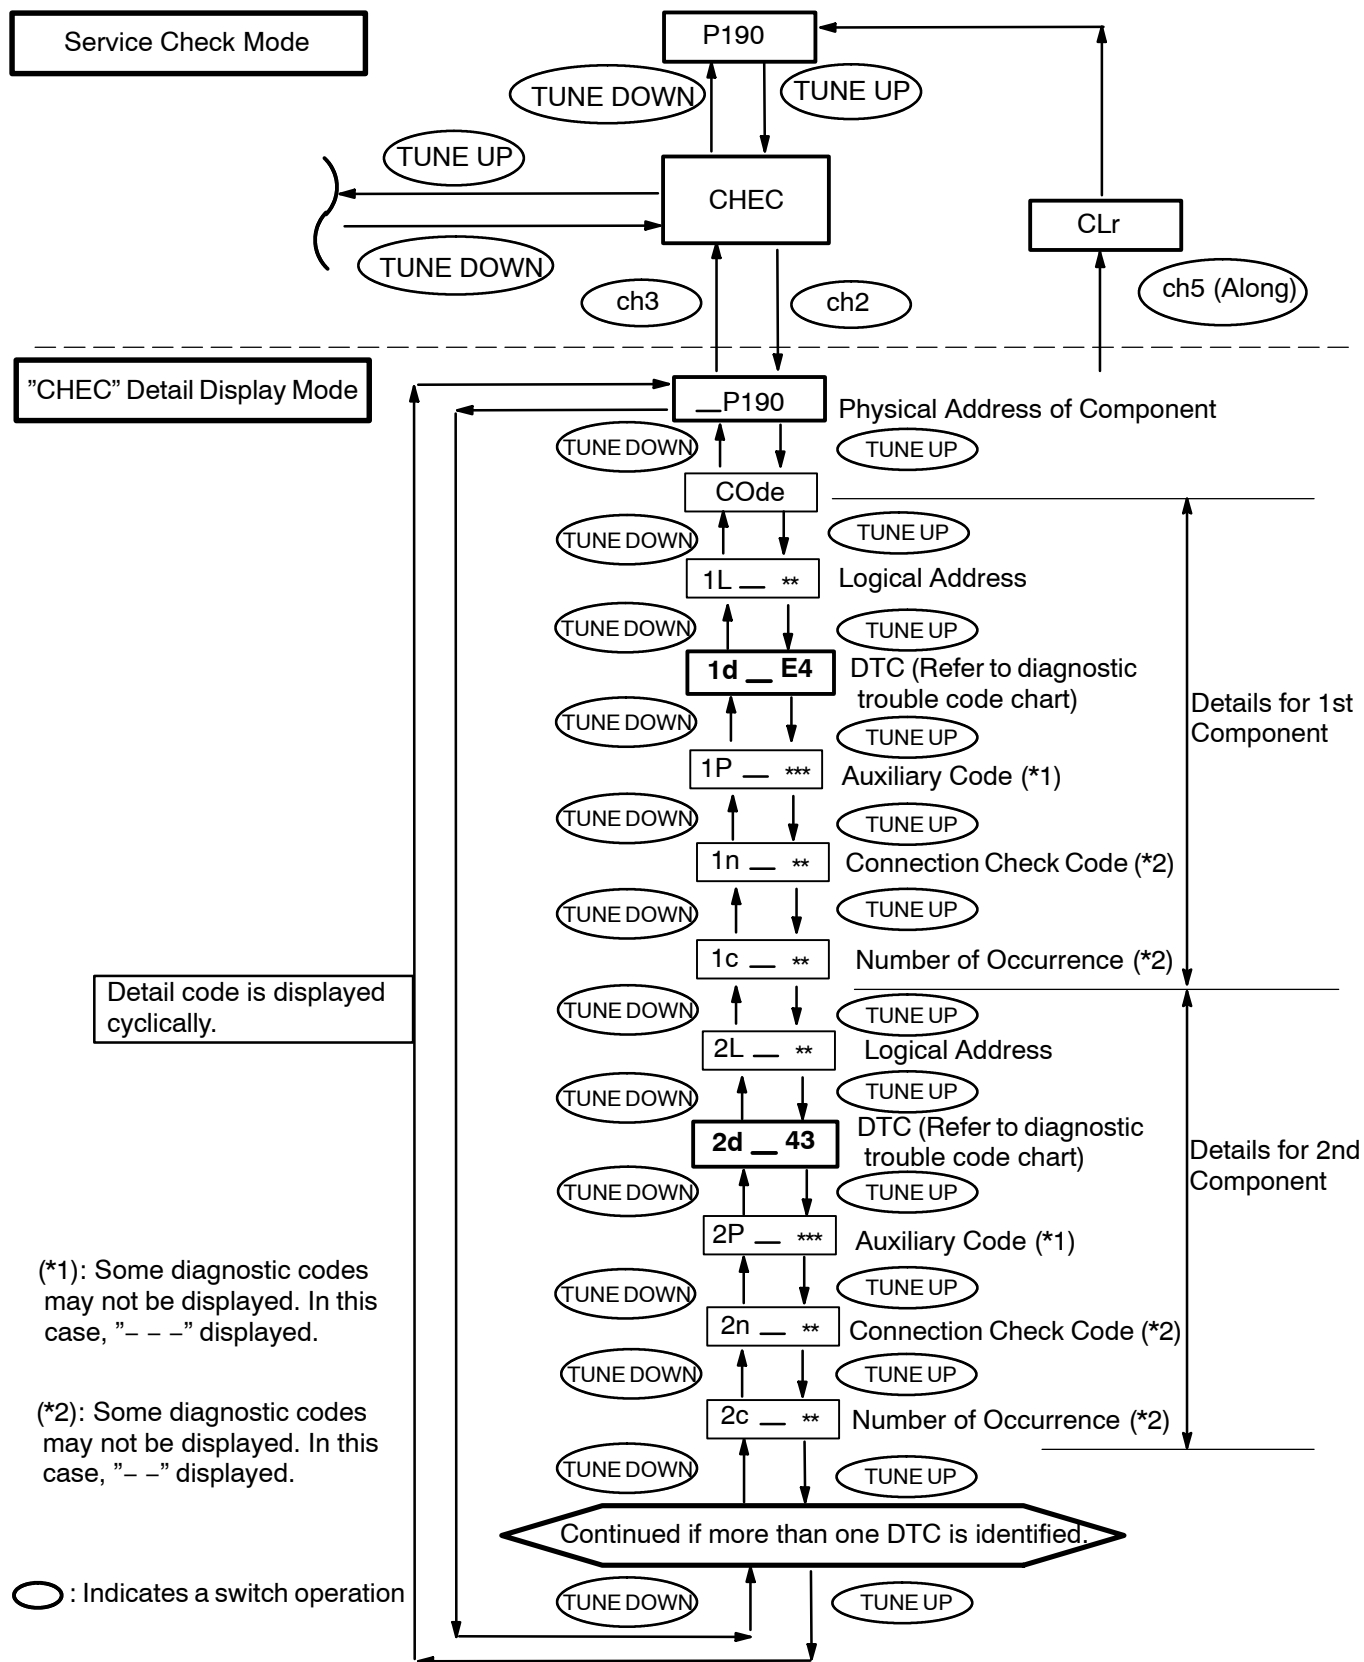 Service Check Mode
P190
TUNE DOWN
TUNE UP
TUNE UP
CHEC
CLr
TUNE DOWN
ch3
ch2
ch5 (Along)
”CHEC” Detail Display Mode
__P190
Physical Address of Component
TUNE DOWN
TUNE UP
COde
TUNE DOWN
TUNE UP
1L __ **
Logical Address
TUNE DOWN
TUNE UP
1d __ E4
DTC (Refer to diagnostic
trouble code chart)
Details for 1st
Component
TUNE DOWN
TUNE UP
1P __ ***
Auxiliary Code (*1)
TUNE DOWN
TUNE UP
1n __ **
Connection Check Code (*2)
TUNE DOWN
TUNE UP
1c __ **
Number of Occurrence (*2)
Detail code is displayed
cyclically.
TUNE DOWN
TUNE UP
2L __ **
Logical Address
TUNE DOWN
TUNE UP
2d __ 43
DTC (Refer to diagnostic
trouble code chart)
Details for 2nd
Component
TUNE DOWN
TUNE UP
2P __ ***
Auxiliary Code (*1)
(*1): Some diagnostic codes
may not be displayed. In this
case, ”– – –” displayed.
TUNE DOWN
TUNE UP
2n __ **
Connection Check Code (*2)
TUNE DOWN
TUNE UP
2c __ **
Number of Occurrence (*2)
(*2): Some diagnostic codes
may not be displayed. In this
case, ”– –” displayed.
TUNE DOWN
TUNE UP
Continued if more than one DTC is identified.
: Indicates a switch operation
TUNE DOWN
TUNE UP